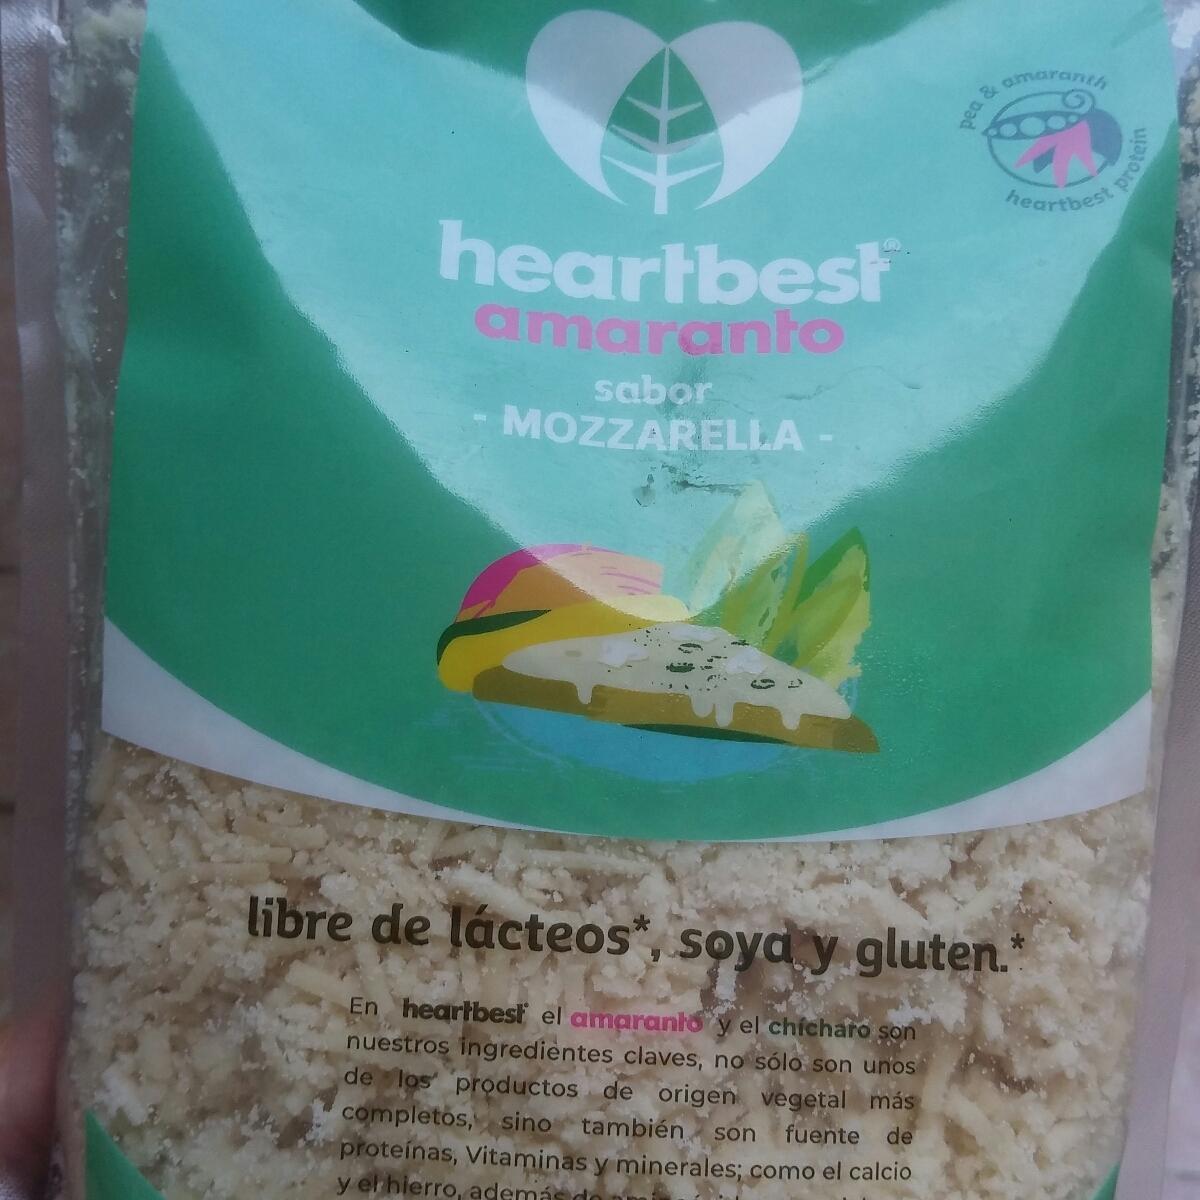 pea & amaranth
heartbest protein
heartbest®
amaranto
sabor
- MOZZARELLA -
libre de lácteos*, soya y gluten.*
En heartbest el amaranto y el chícharo son
nuestros ingredientes claves, no sólo son unos
de los productos de origen vegetal más
completos, sino también son fuente de
proteínas, Vitaminas y minerales; como el calcio
y el hierro, además de